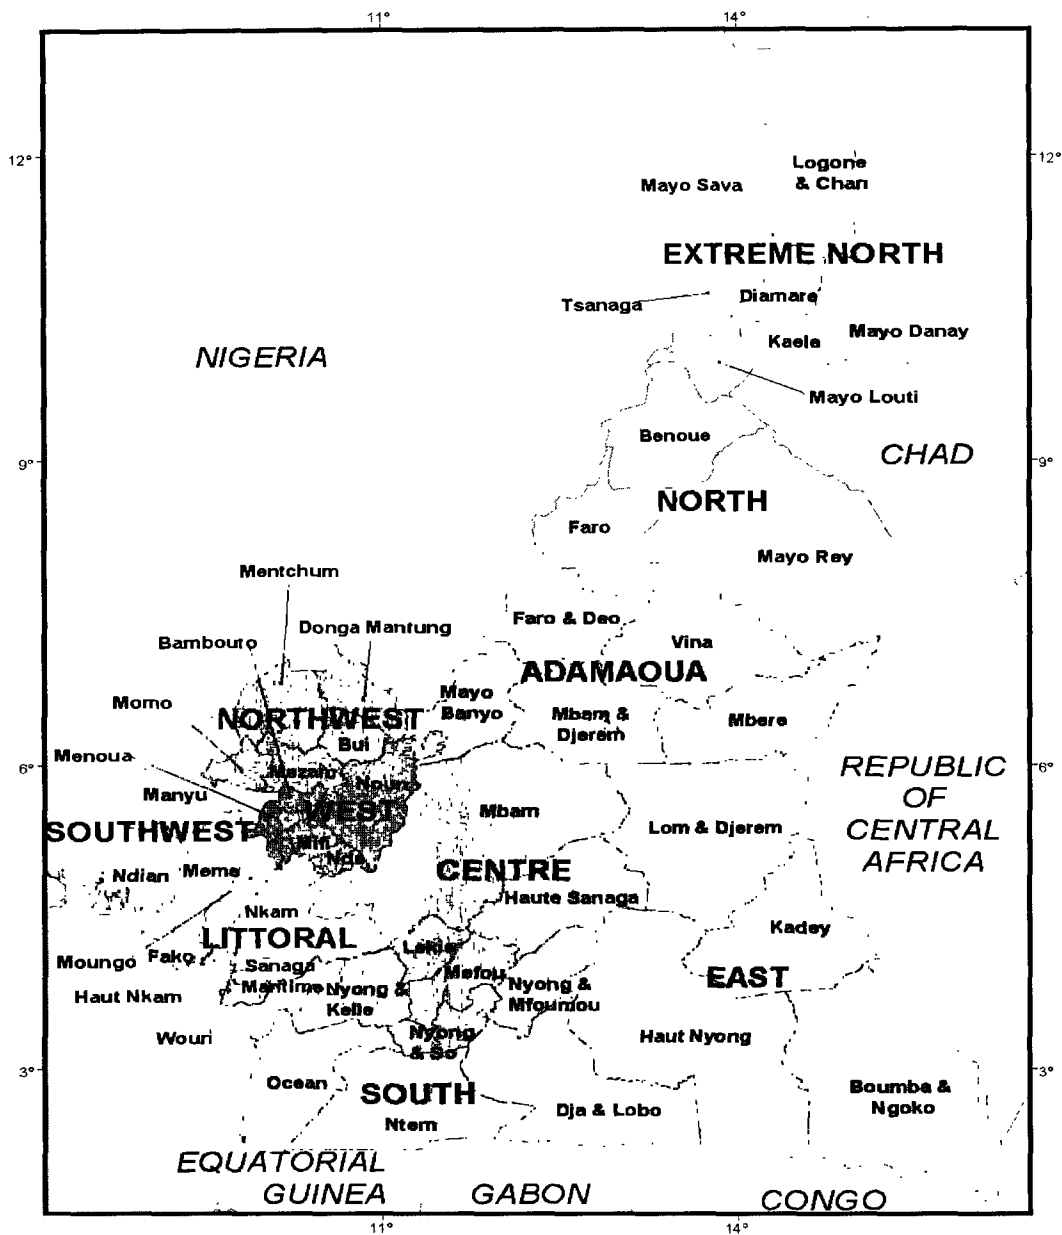 11°
14°
12°
12°
Logone
& Chari
Mayo Sava
EXTREME NORTH
Diamare
Tsanaga
Mayo Danay
Kaele
NIGERIA
Mayo Louti
Benoue
CHAD
9°
9°
NORTH
Faro
Mayo Rey
Mentchum
Faro & Deo
Donga Mantung
Bambouto
Vina
ADAMAOUA
Mayo
Banyo
Momo
NORTHWEST
Mbam &
Djerem
Mbere
Bui
Menoua
6°
6°
Mezam
Noun
REPUBLIC
OF
CENTRAL
AFRICA
Manyu
WEST
Mbam
SOUTHWEST
Lom & Djerem
Mifi
Nde
CENTRE
Ndian
Meme
Haute Sanaga
Nkam
Kadey
LITTORAL
Lekie
Moungo
Fako
Sanaga
Maritime
Mefou
EAST
Nyong &
Mfoumou
Haut Nkam
Nyong &
Kelle
Wouri
Nyong
& So
Haut Nyong
3°
3°
Ocean
SOUTH
Boumba &
Ngoko
Dja & Lobo
Ntem
EQUATORIAL
GUINEA
GABON
CONGO
11°
14°